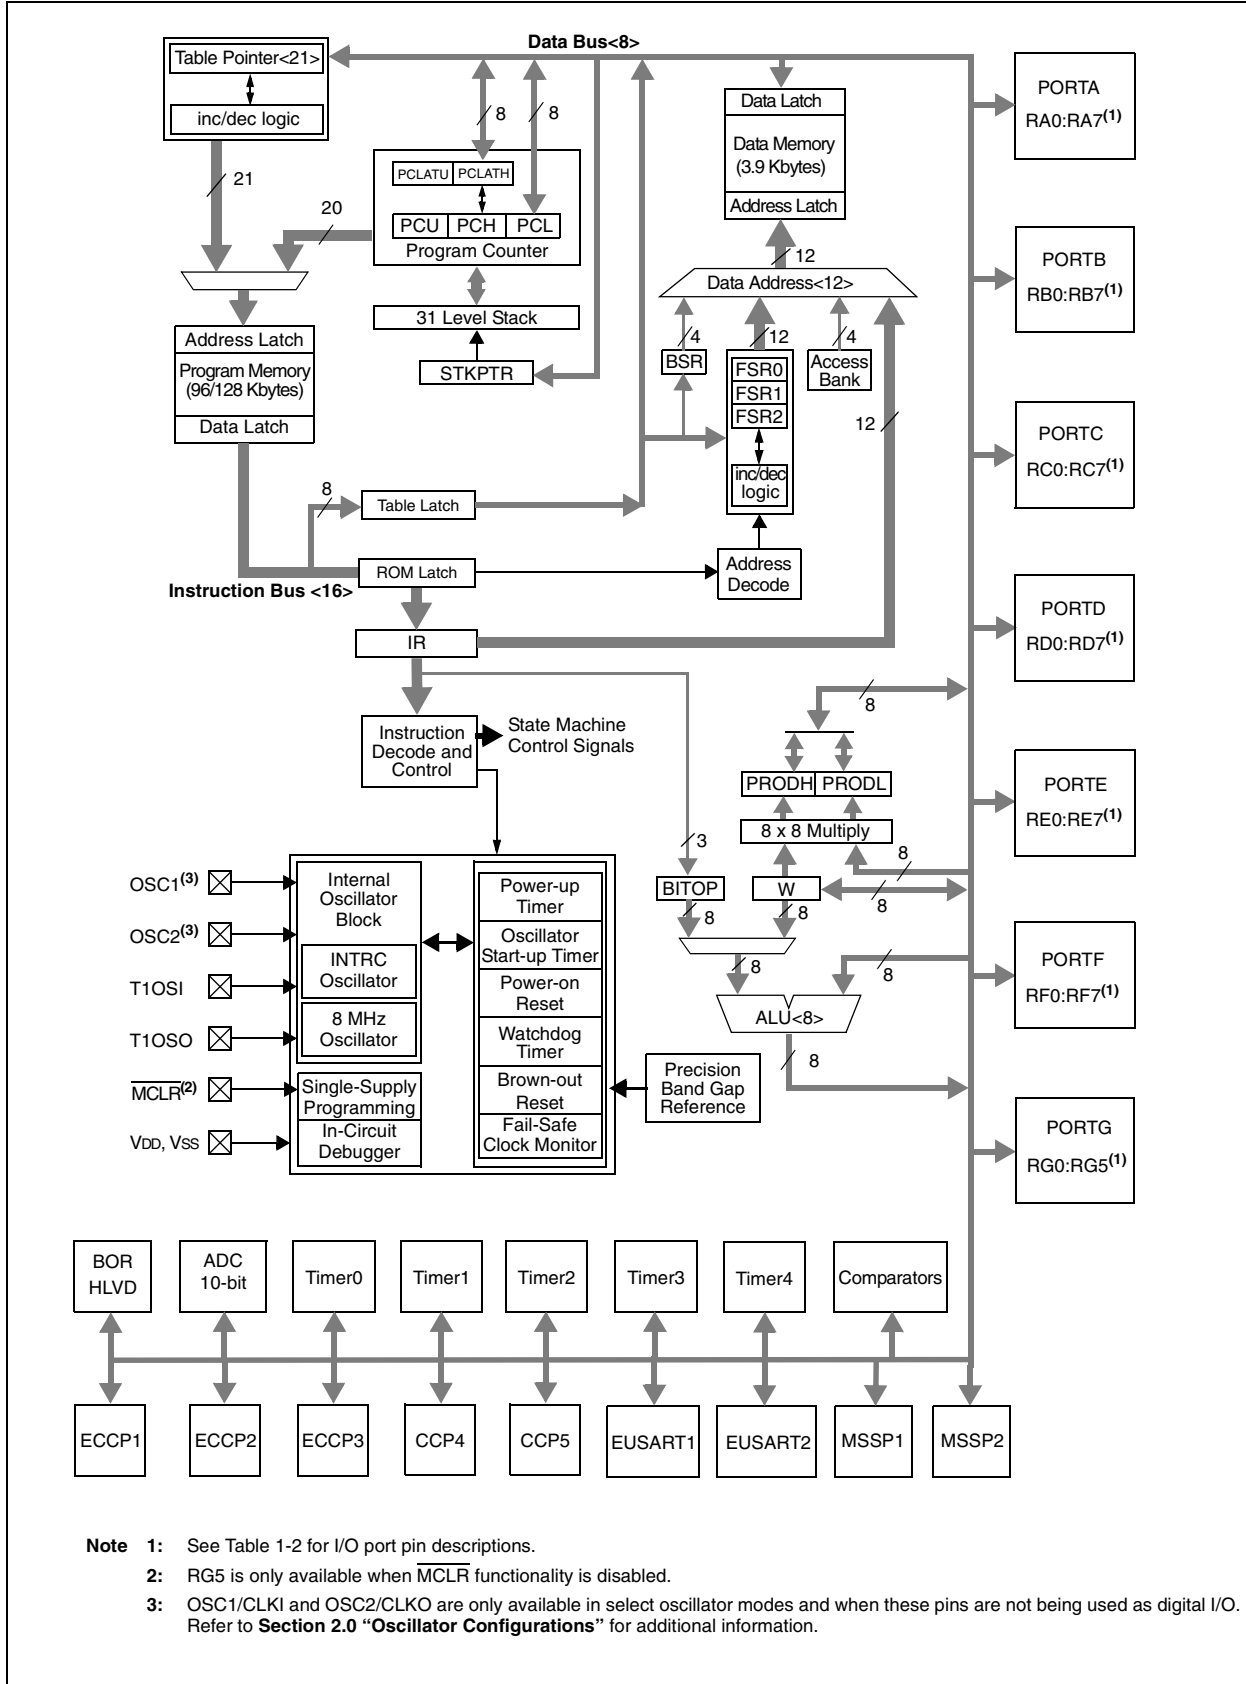 Data Bus<8>
Table Pointer<21>
inc/dec logic
21
8
8
PCLATU PCLATH
PCU PCH PCL
Program Counter
20
31 Level Stack
STKPTR
Data Latch
Data Memory
(3.9 Kbytes)
Address Latch
12
Data Address<12>
4
12
4
BSR
FSR0
FSR1
FSR2
inc/dec
logic
Access
Bank
12
Address Latch
Program Memory
(96/128 Kbytes)
Data Latch
8
Table Latch
ROM Latch
Instruction Bus <16>
Address
Decode
IR
Instruction
Decode and
Control
State Machine
Control Signals
8
PRODH PRODL
8 x 8 Multiply
3
8
BITOP
W
8
8
8
8
8
ALU<8>
8
OSC1(3)
OSC2(3)
T1OSI
T1OSO
MCLR(2)
VDD, VSS
Internal
Oscillator
Block
INTRC
Oscillator
8 MHz
Oscillator
Single-Supply
Programming
In-Circuit
Debugger
Power-up
Timer
Oscillator
Start-up Timer
Power-on
Reset
Watchdog
Timer
Brown-out
Reset
Fail-Safe
Clock Monitor
Precision
Band Gap
Reference
PORTA
RA0:RA7(1)
PORTB
RB0:RB7(1)
PORTC
RC0:RC7(1)
PORTD
RD0:RD7(1)
PORTE
RE0:RE7(1)
PORTF
RF0:RF7(1)
PORTG
RG0:RG5(1)
BOR
HLVD
ADC
10-bit
Timer0
Timer1
Timer2
Timer3
Timer4
Comparators
ECCP1
ECCP2
ECCP3
CCP4
CCP5
EUSART1
EUSART2
MSSP1
MSSP2
Note 1: See Table 1-2 for I/O port pin descriptions.
2: RG5 is only available when MCLR functionality is disabled.
3: OSC1/CLKI and OSC2/CLKO are only available in select oscillator modes and when these pins are not being used as digital I/O.
Refer to Section 2.0 “Oscillator Configurations” for additional information.